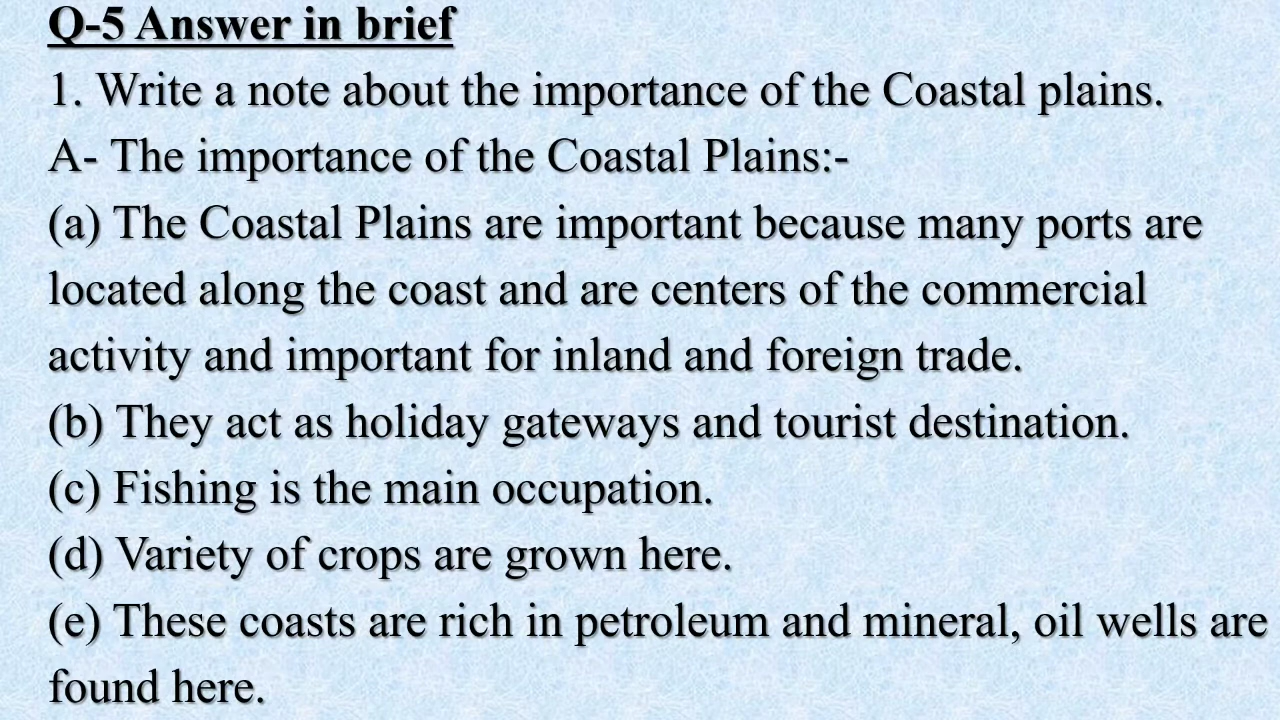 Q-5 Answer in brief
1. Write a note about the importance of the Coastal plains.
A- The importance of the Coastal Plains:-
(a) The Coastal Plains are important because many ports are
located along the coast and are centers of the commercial
activity and important for inland and foreign trade.
(b) They act as holiday gateways and tourist destination.
(c) Fishing is the main occupation.
(d) Variety of crops are grown here.
(e) These coasts are rich in petroleum and mineral, oil wells are
found here.